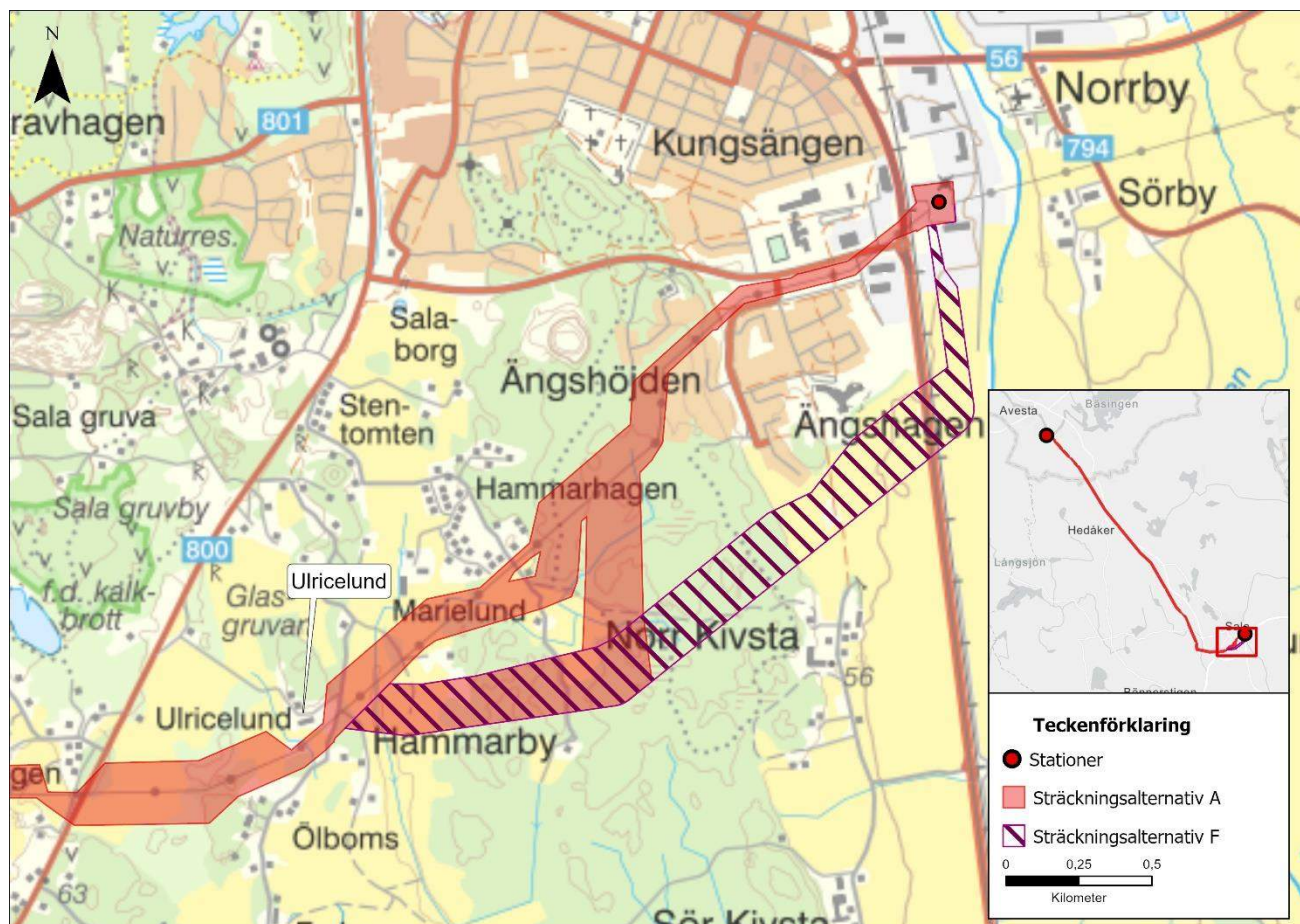 N
ravhagen
801
56
Norrby
Kungsängen
794
Sörby
Naturres.
Sala-
borg
Ängshöjden
Sala gruva
Sten-
tomten
Ängshagen
Hammarhagen
Sala gruvby
800
Ulricelund
f.d. kalk-
brott
Glas-
gruvan
Marielund
Norr Kivsta
56
Ulricelund
Hammarby
gen
Ölboms
63
Sör Kivsta
Avesta
Bäsingen
Hedåker
Långsjön
Sala
Teckenförklaring
Stationer
Sträckningsalternativ A
Sträckningsalternativ F
0 0,25 0,5
Kilometer